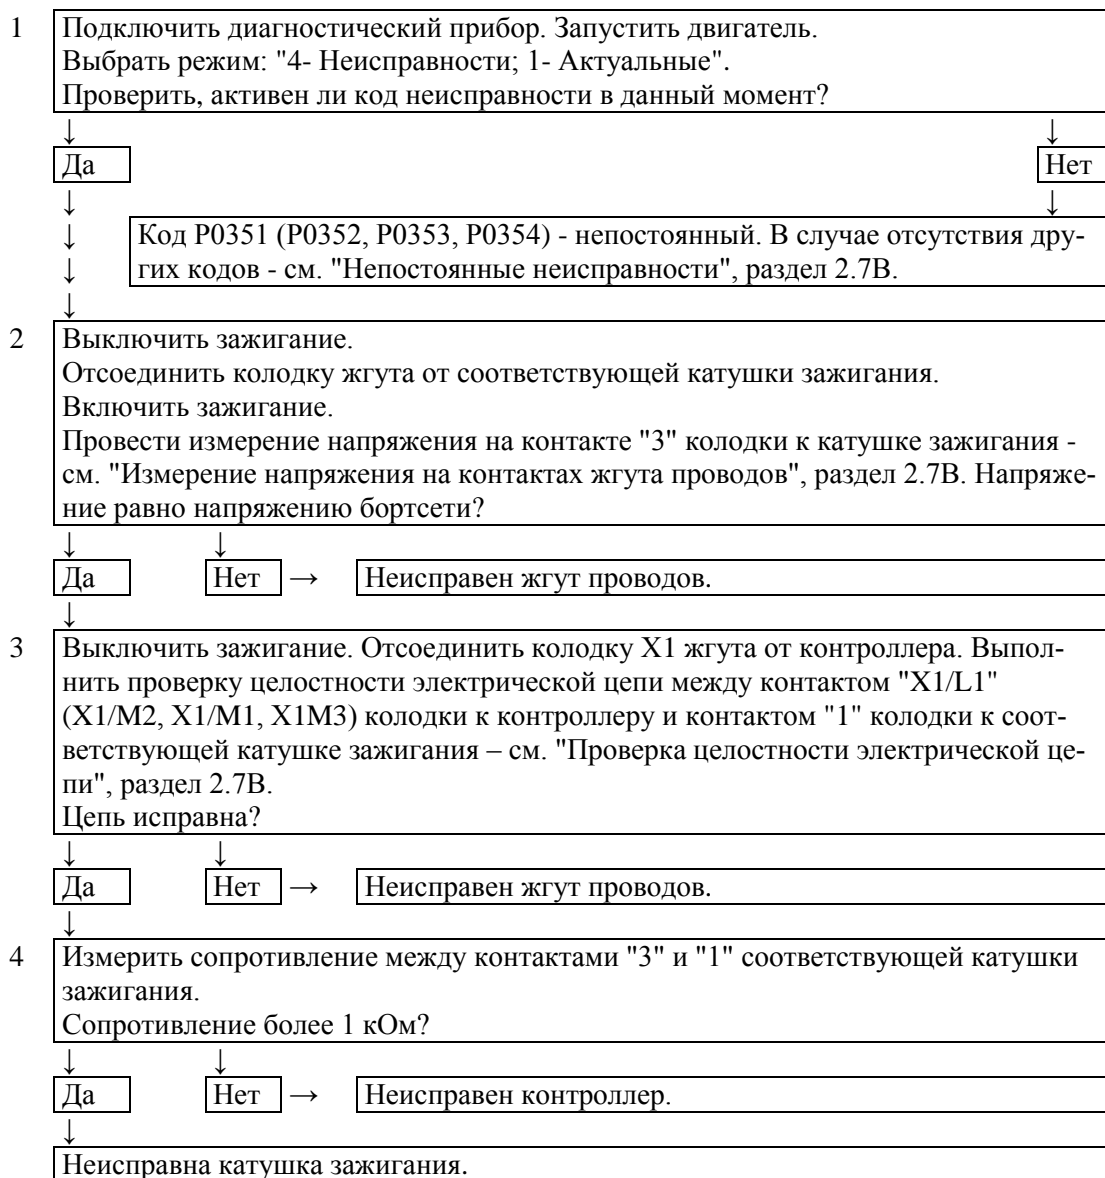 1 Подключить диагностический прибор. Запустить двигатель.
Выбрать режим: "4- Неисправности; 1- Актуальные".
Проверить, активен ли код неисправности в данный момент?
↓ ↓
Да Нет
↓ ↓
↓ Код P0351 (P0352, P0353, P0354) - непостоянный. В случае отсутствия дру-
↓ гих кодов - см. "Непостоянные неисправности", раздел 2.7В.
↓
2 Выключить зажигание.
Отсоединить колодку жгута от соответствующей катушки зажигания.
Включить зажигание.
Провести измерение напряжения на контакте "3" колодки к катушке зажигания -
см. "Измерение напряжения на контактах жгута проводов", раздел 2.7В. Напряже-
ние равно напряжению бортсети?
↓ ↓
Да Нет → Неисправен жгут проводов.
↓
3 Выключить зажигание. Отсоединить колодку X1 жгута от контроллера. Выпол-
нить проверку целостности электрической цепи между контактом "X1/L1"
(X1/M2, X1/M1, X1M3) колодки к контроллеру и контактом "1" колодки к соот-
ветствующей катушке зажигания – см. "Проверка целостности электрической це-
пи", раздел 2.7В.
Цепь исправна?
↓ ↓
Да Нет → Неисправен жгут проводов.
↓
4 Измерить сопротивление между контактами "3" и "1" соответствующей катушки
зажигания.
Сопротивление более 1 кОм?
↓ ↓
Да Нет → Неисправен контроллер.
↓
Неисправна катушка зажигания.